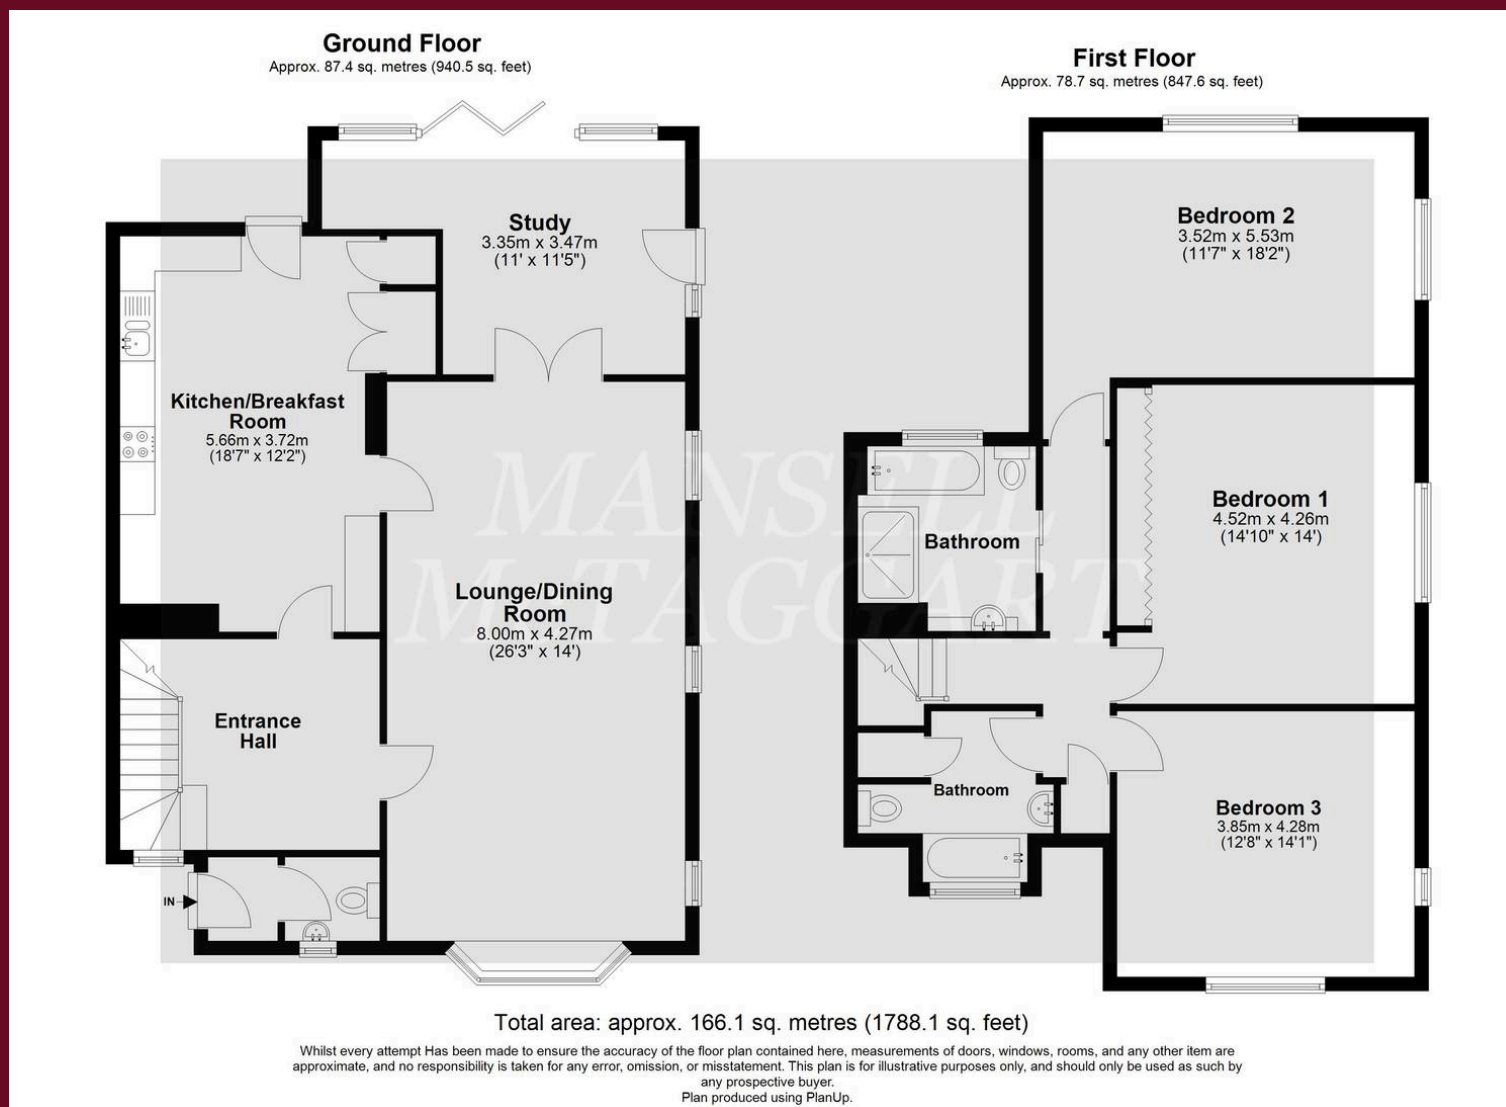 Ground Floor
Approx. 87.4 sq. metres (940.5 sq. feet)
First Floor
Approx. 78.7 sq. metres (847.6 sq. feet)
Study
3.35m x 3.47m
(11' x 11'5")
Bedroom 2
3.52m x 5.53m
(11'7" x 18'2")
Kitchen/Breakfast
Room
5.66m x 3.72m
(18'7" x 12'2")
MANSELL
McTAGGART
Bedroom 1
4.52m x 4.26m
(14'10" x 14')
Bathroom
Lounge/Dining
Room
8.00m x 4.27m
(26'3" x 14')
Entrance
Hall
Bathroom
Bedroom 3
3.85m x 4.28m
(12'8" x 14'1")
IN
Total area: approx. 166.1 sq. metres (1788.1 sq. feet)
Whilst every attempt Has been made to ensure the accuracy of the floor plan contained here, measurements of doors, windows, rooms, and any other item are
approximate, and no responsibility is taken for any error, omission, or misstatement. This plan is for illustrative purposes only, and should only be used as such by
any prospective buyer.
Plan produced using PlanUp.